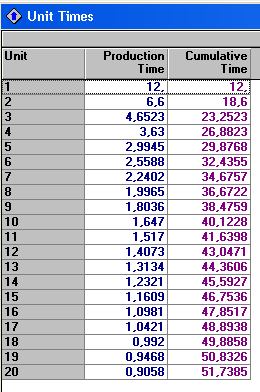 Unit Times
Unit Production Time Cumulative Time
1 12, 12,
2 6,6 18,6
3 4,6523 23,2523
4 3,63 26,8823
5 2,9945 29,8768
6 2,5588 32,4355
7 2,2402 34,6757
8 1,9965 36,6722
9 1,8036 38,4759
10 1,647 40,1228
11 1,517 41,6398
12 1,4073 43,0471
13 1,3134 44,3606
14 1,2321 45,5927
15 1,1609 46,7536
16 1,0981 47,8517
17 1,0421 48,8938
18 0,992 49,8858
19 0,9468 50,8326
20 0,9058 51,7385